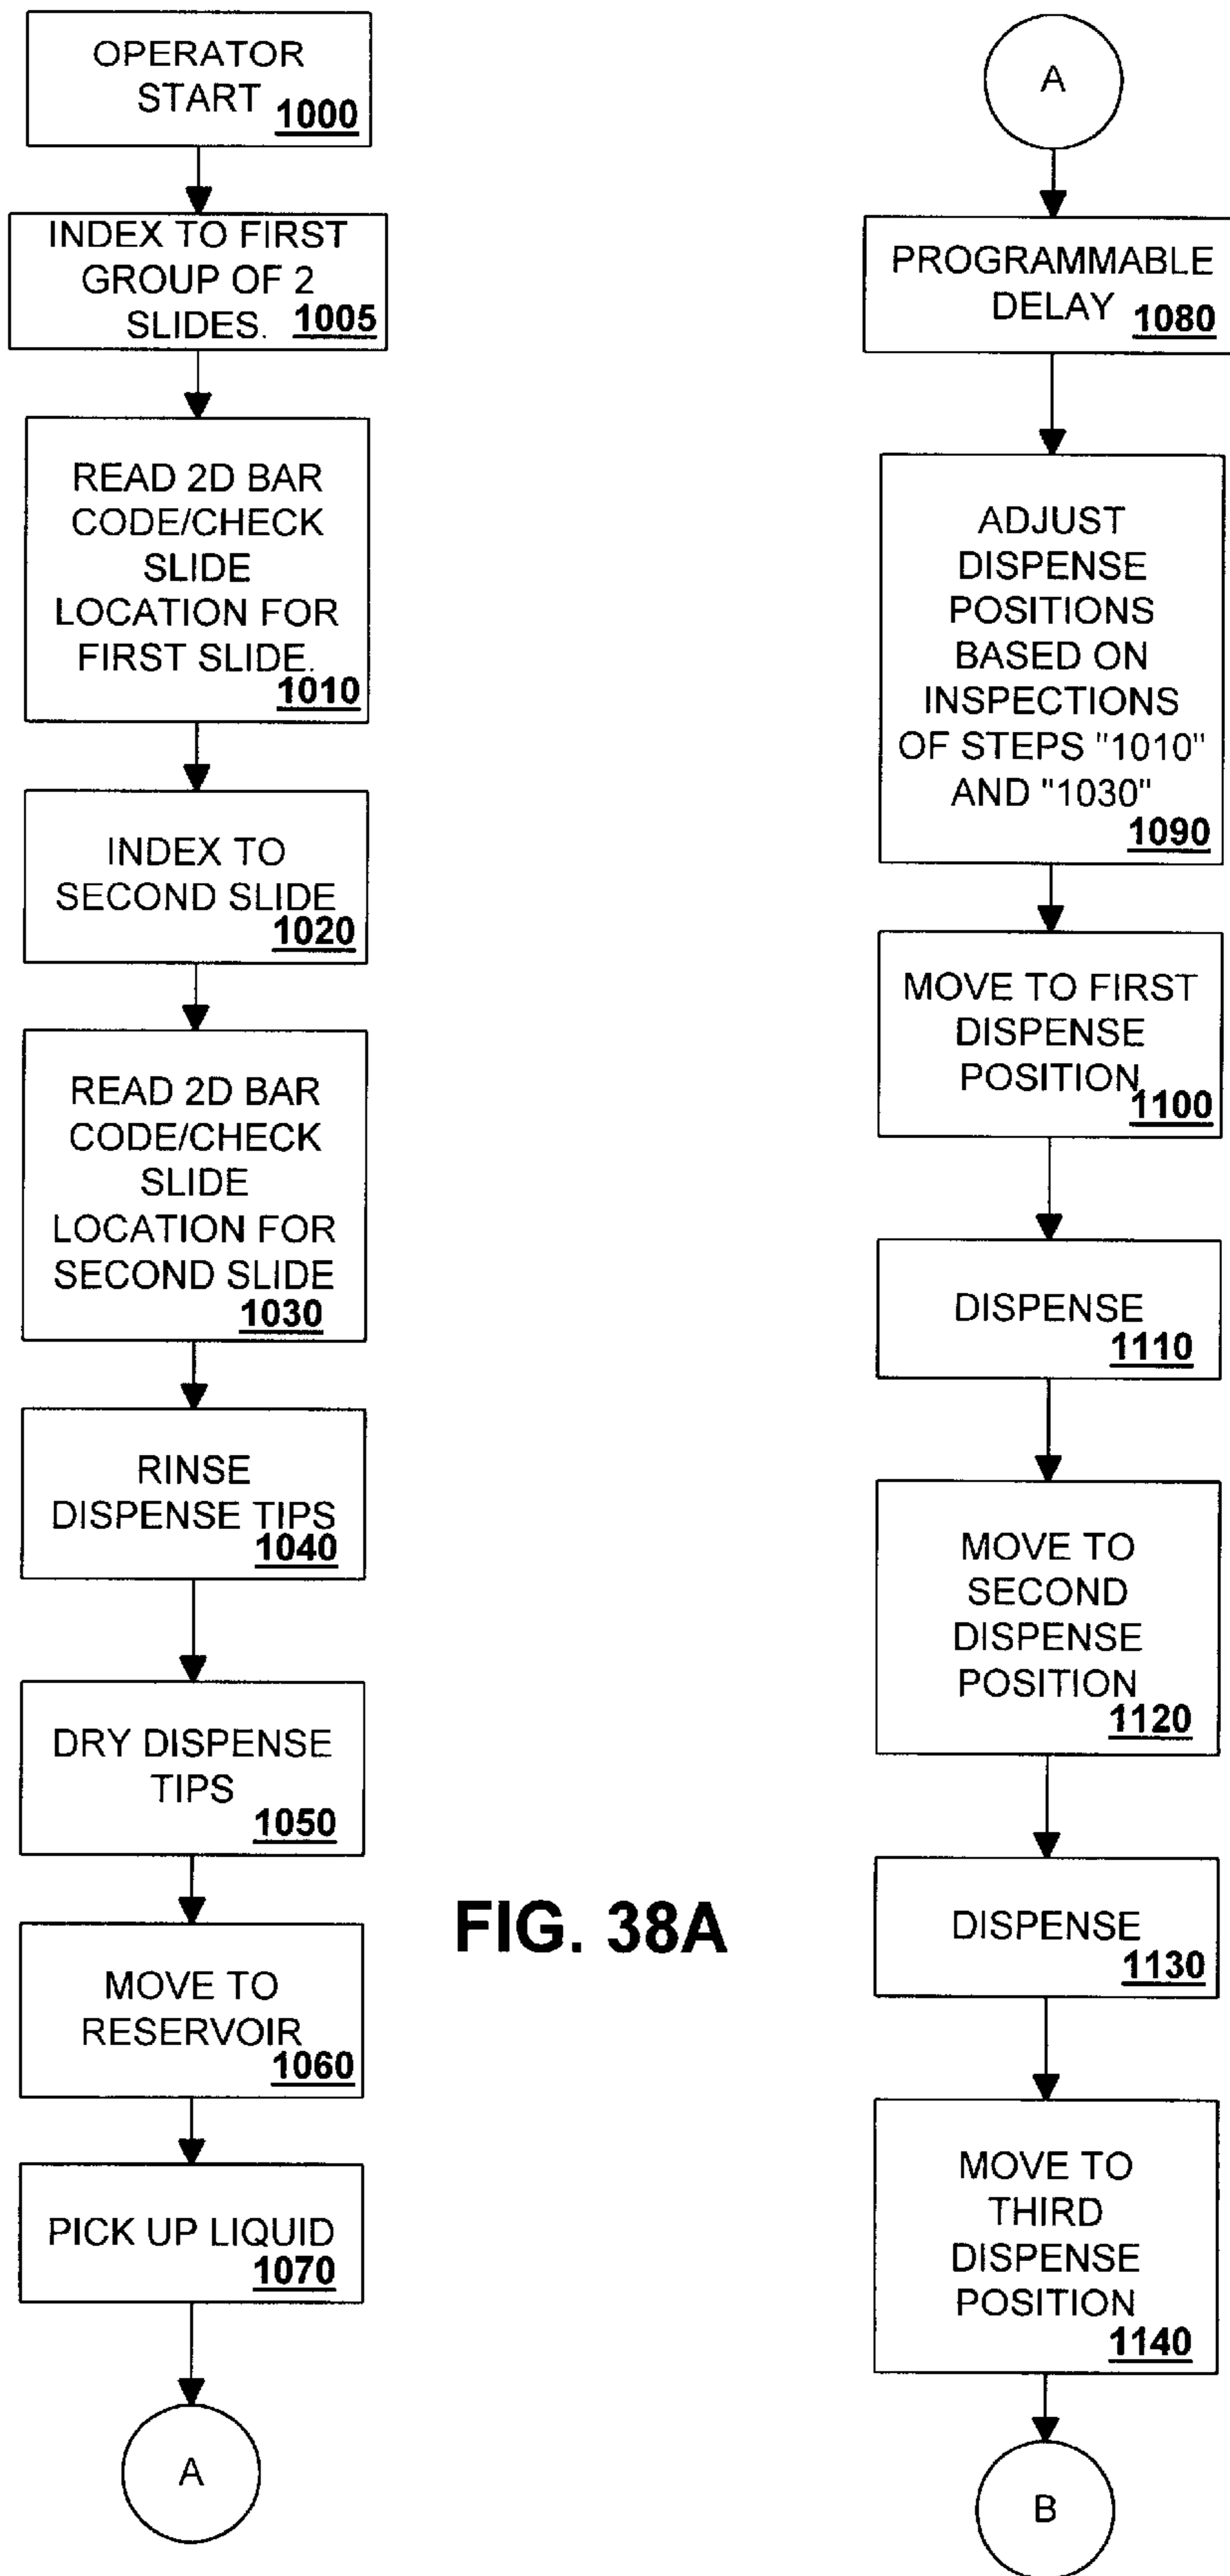 OPERATOR
START 1000
INDEX TO FIRST
GROUP OF 2
SLIDES. 1005
READ 2D BAR
CODE/CHECK
SLIDE
LOCATION FOR
FIRST SLIDE.
1010
INDEX TO
SECOND SLIDE
1020
READ 2D BAR
CODE/CHECK
SLIDE
LOCATION FOR
SECOND SLIDE
1030
RINSE
DISPENSE TIPS
1040
DRY DISPENSE
TIPS
1050
MOVE TO
RESERVOIR
1060
PICK UP LIQUID
1070
A
FIG. 38A
A
PROGRAMMABLE
DELAY 1080
ADJUST
DISPENSE
POSITIONS
BASED ON
INSPECTIONS
OF STEPS "1010"
AND "1030"
1090
MOVE TO FIRST
DISPENSE
POSITION
1100
DISPENSE
1110
MOVE TO
SECOND
DISPENSE
POSITION
1120
DISPENSE
1130
MOVE TO
THIRD
DISPENSE
POSITION
1140
B